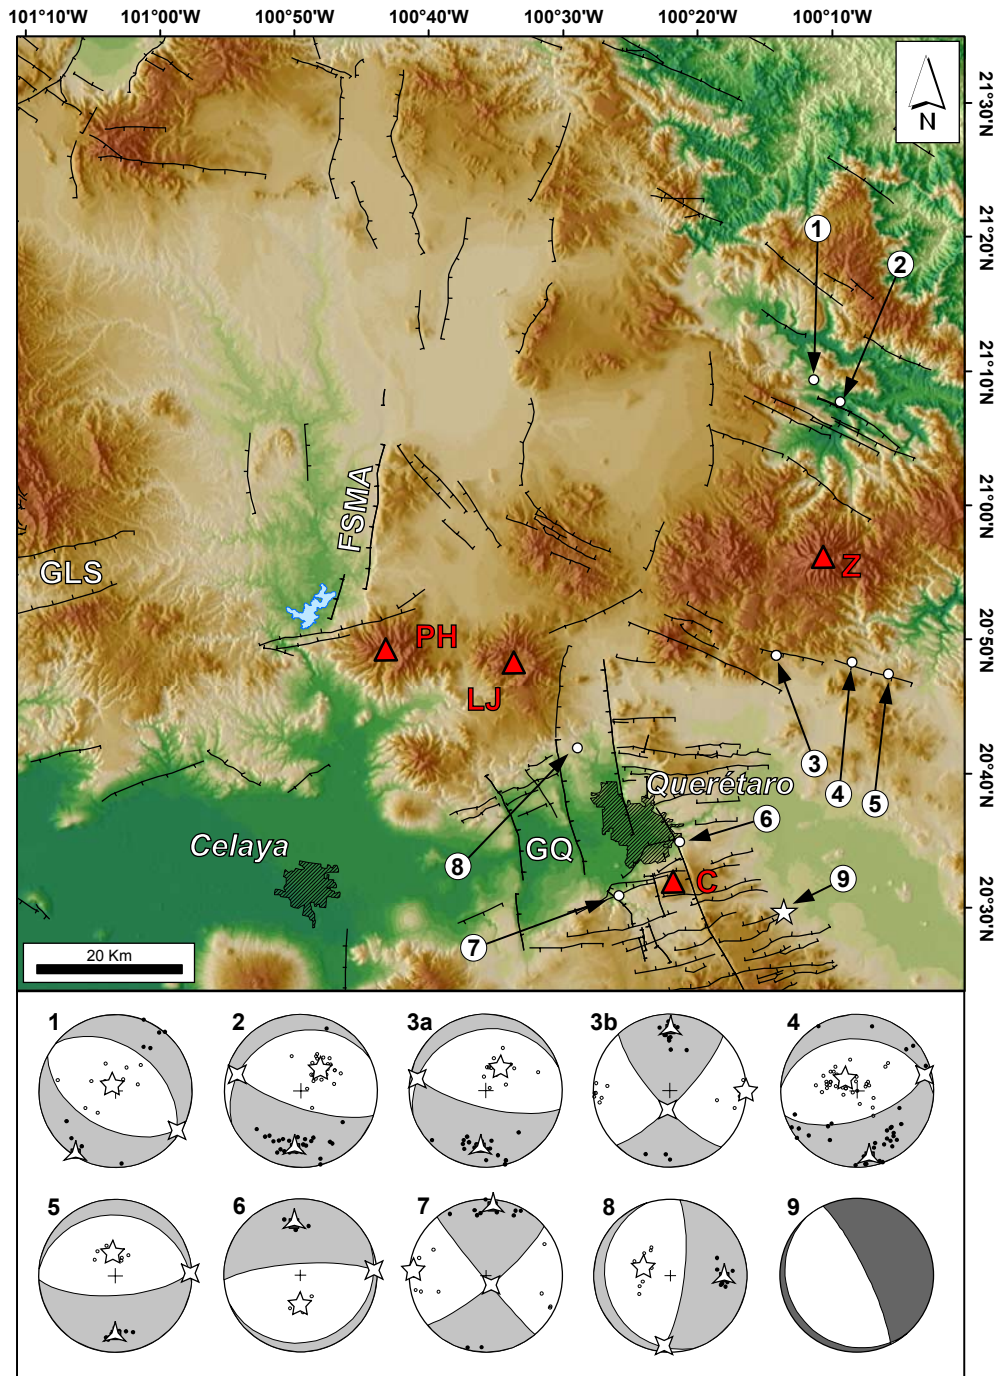 101°10'W 101°00'W 100°50'W 100°40'W 100°30'W 100°20'W 100°10'W
N
21°30'N
21°20'N
21°10'N
21°00'N
20°50'N
20°40'N
20°30'N
1
2
FSMA
GLS
Z
PH
LJ
3
4
5
Querétaro
6
Celaya
GQ
8
C
9
7
20 Km
1 2 3a 3b 4
5 6 7 8 9